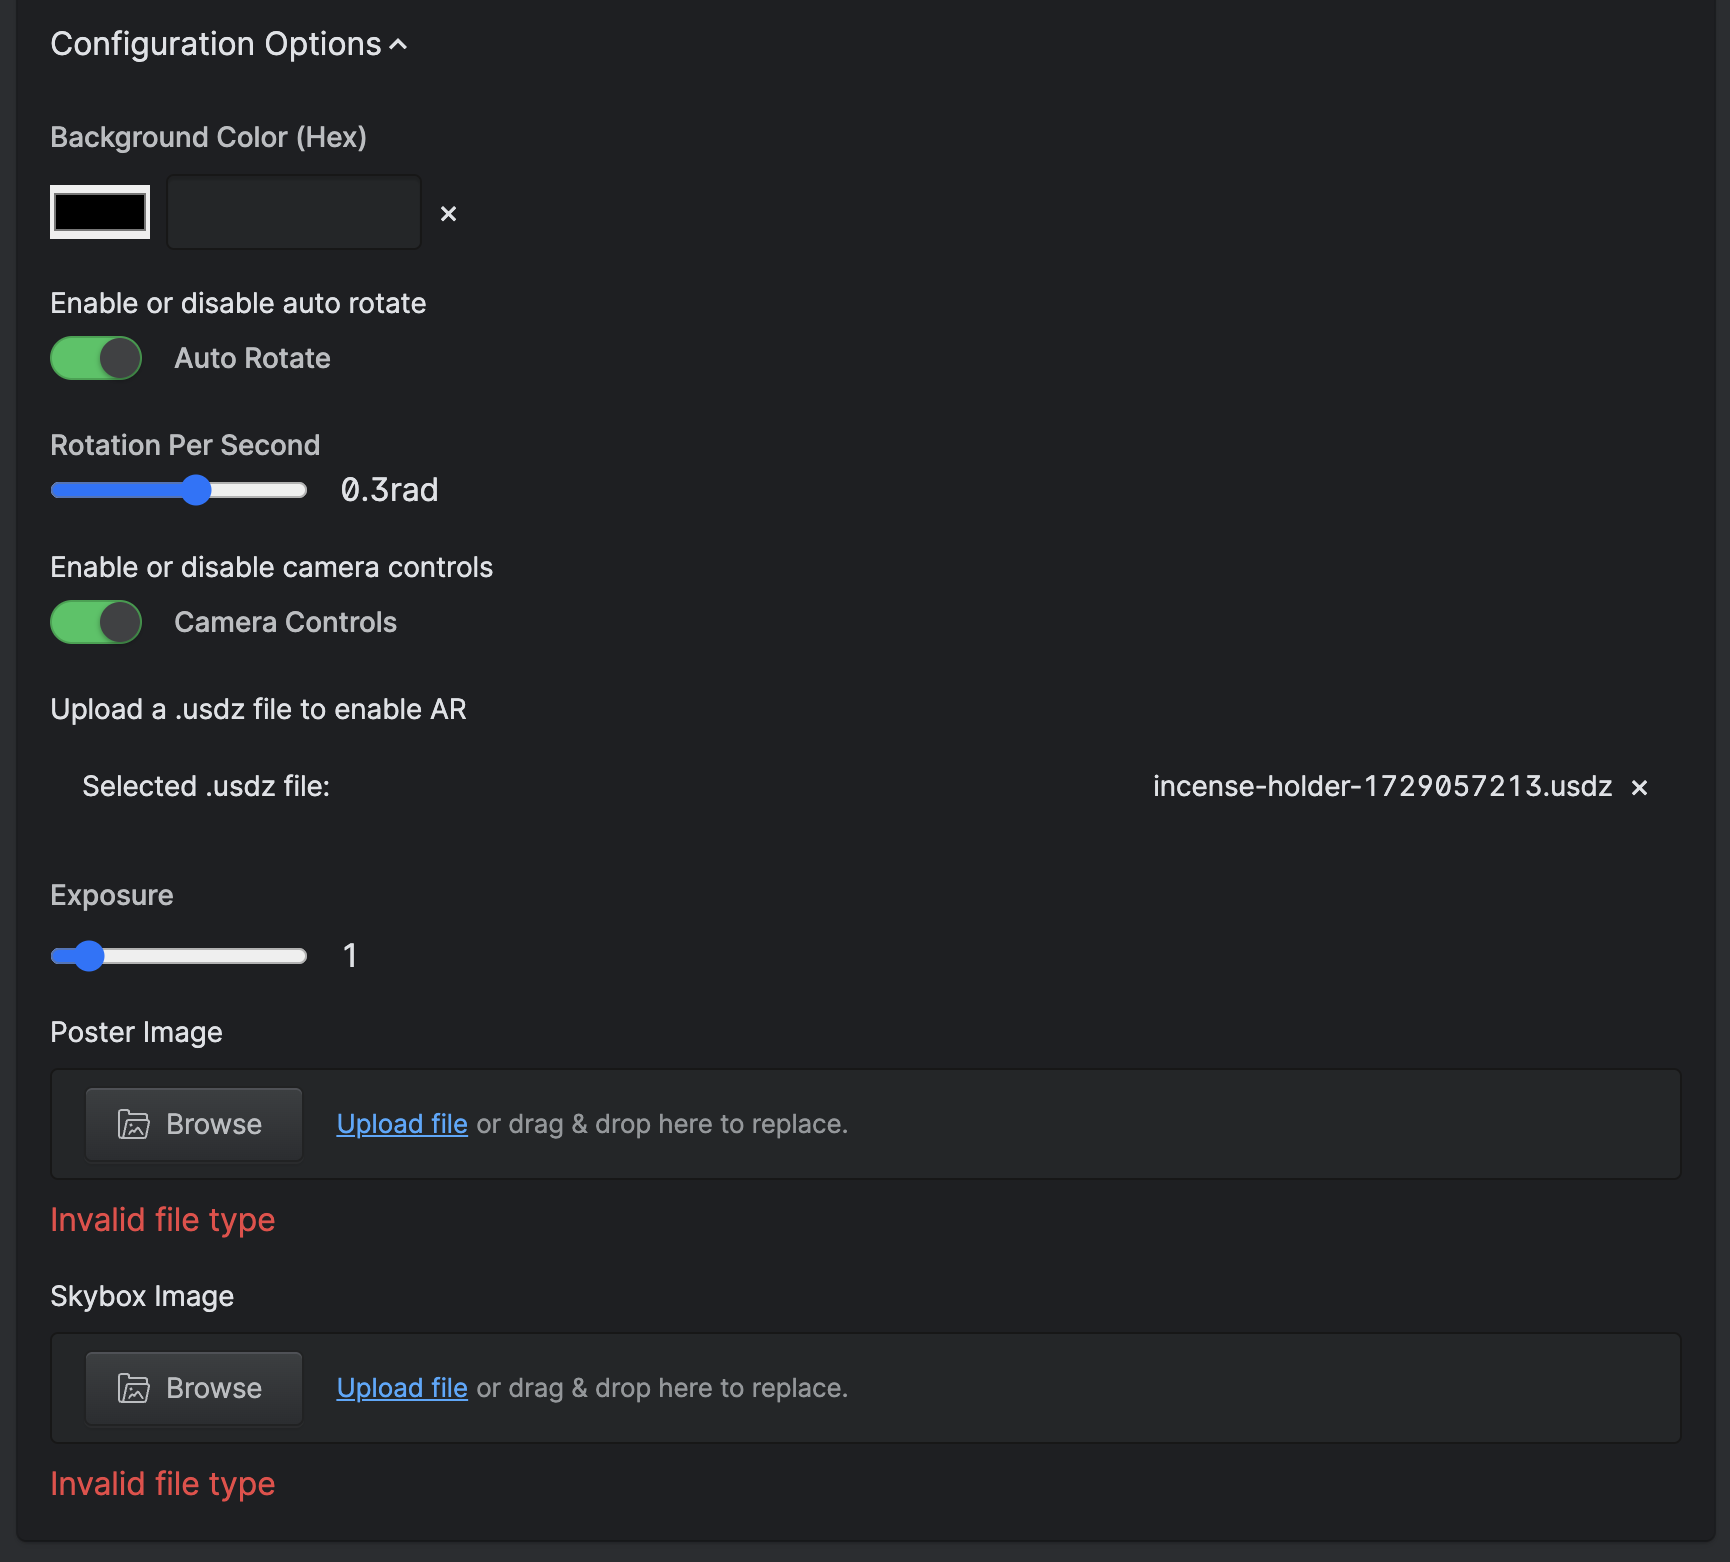 Configuration Options
Background Color (Hex)
×
Enable or disable auto rotate
Auto Rotate
Rotation Per Second
0.3rad
Enable or disable camera controls
Camera Controls
Upload a .usdz file to enable AR
Selected .usdz file: incense-holder-1729057213.usdz ×
Exposure
1
Poster Image
Browse Upload file or drag & drop here to replace.
Invalid file type
Skybox Image
Browse Upload file or drag & drop here to replace.
Invalid file type